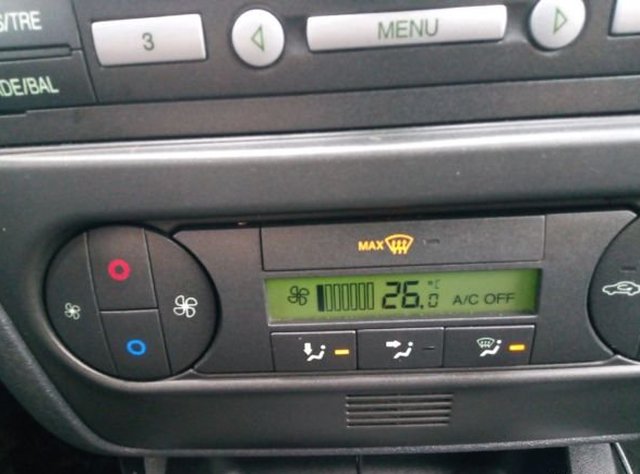 S/TRE
3
MENU
DE/BAL
MAX
26.0 °C A/C OFF